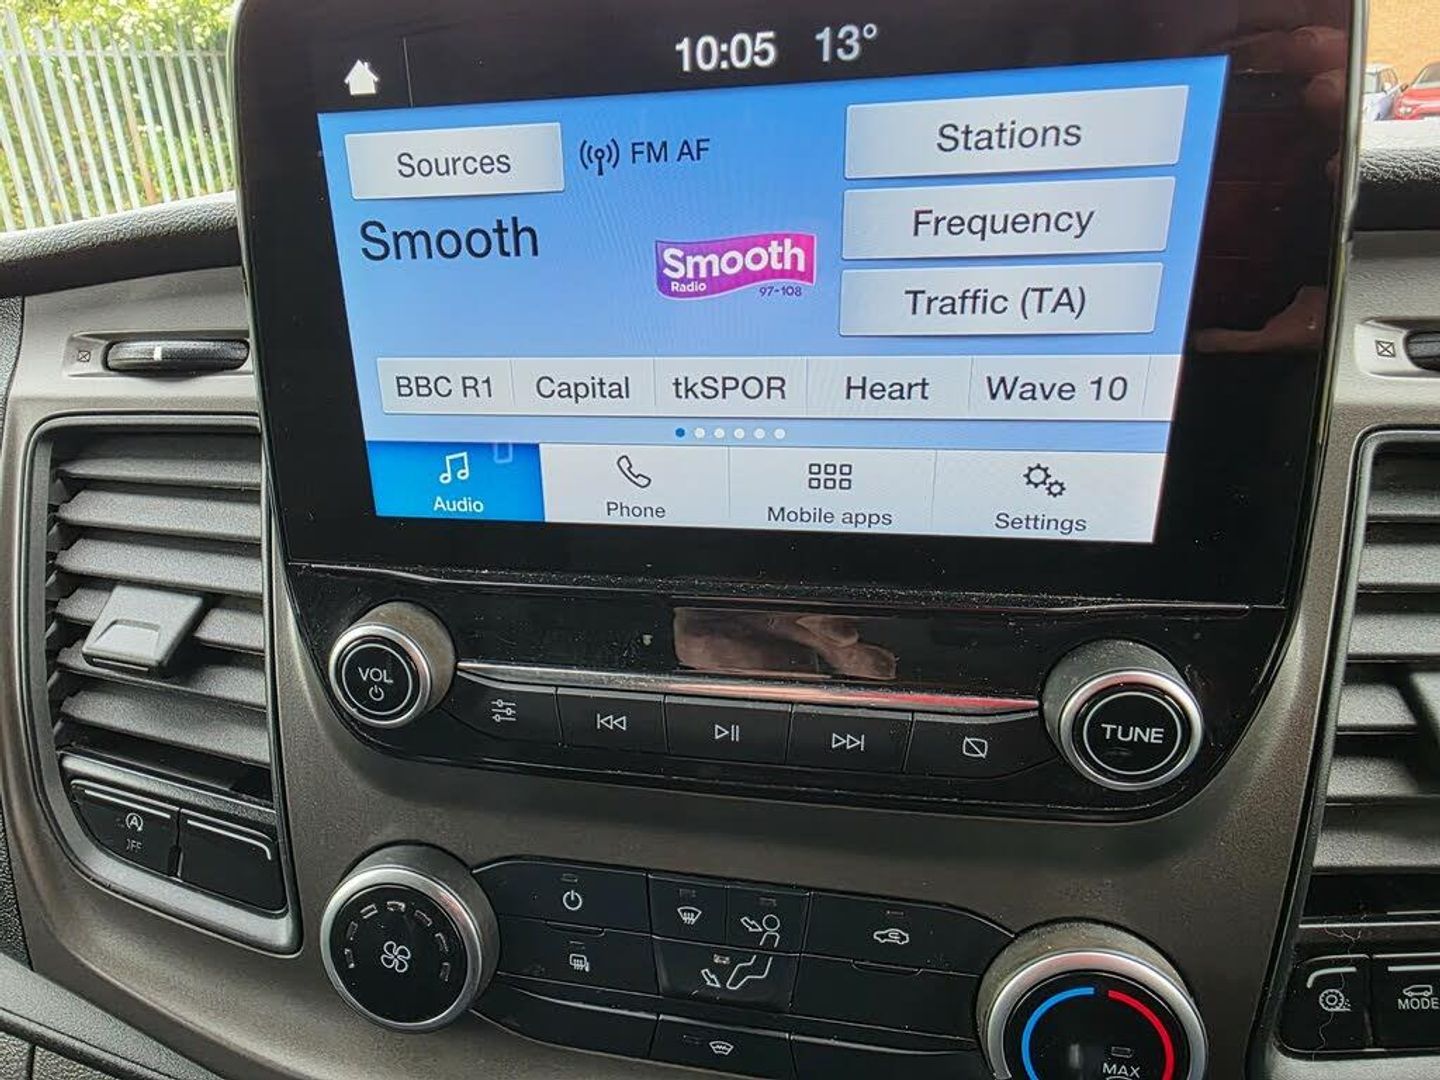 10:05 13°
Sources FM AF
Stations
Smooth
Smooth
Radio
97-108
Frequency
Traffic (TA)
BBC R1 Capital tkSPOR Heart Wave 10
Audio Phone Mobile apps Settings
VOL
TUNE
A
OFF
MODE
MAX